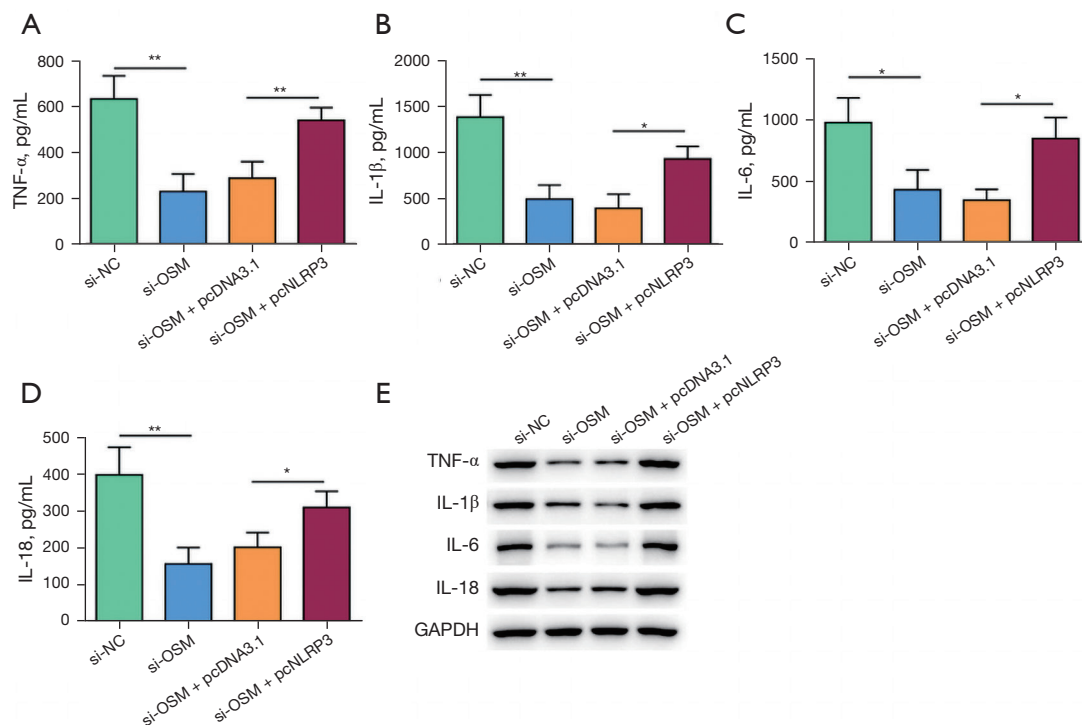 A
TNF-α, pg/mL
800
600
400
200
0
**
**
si-NC
si-OSM
si-OSM + pcDNA3.1
si-OSM + pcNLRP3
B
IL-1β, pg/mL
2000
1500
1000
500
0
**
*
si-NC
si-OSM
si-OSM + pcDNA3.1
si-OSM + pcNLRP3
C
IL-6, pg/mL
1500
1000
500
0
*
*
si-NC
si-OSM
si-OSM + pcDNA3.1
si-OSM + pcNLRP3
D
IL-18, pg/mL
500
400
300
200
100
0
**
*
si-NC
si-OSM
si-OSM + pcDNA3.1
si-OSM + pcNLRP3
E
si-NC
si-OSM
si-OSM + pcDNA3.1
si-OSM + pcNLRP3
TNF-α
IL-1β
IL-6
IL-18
GAPDH